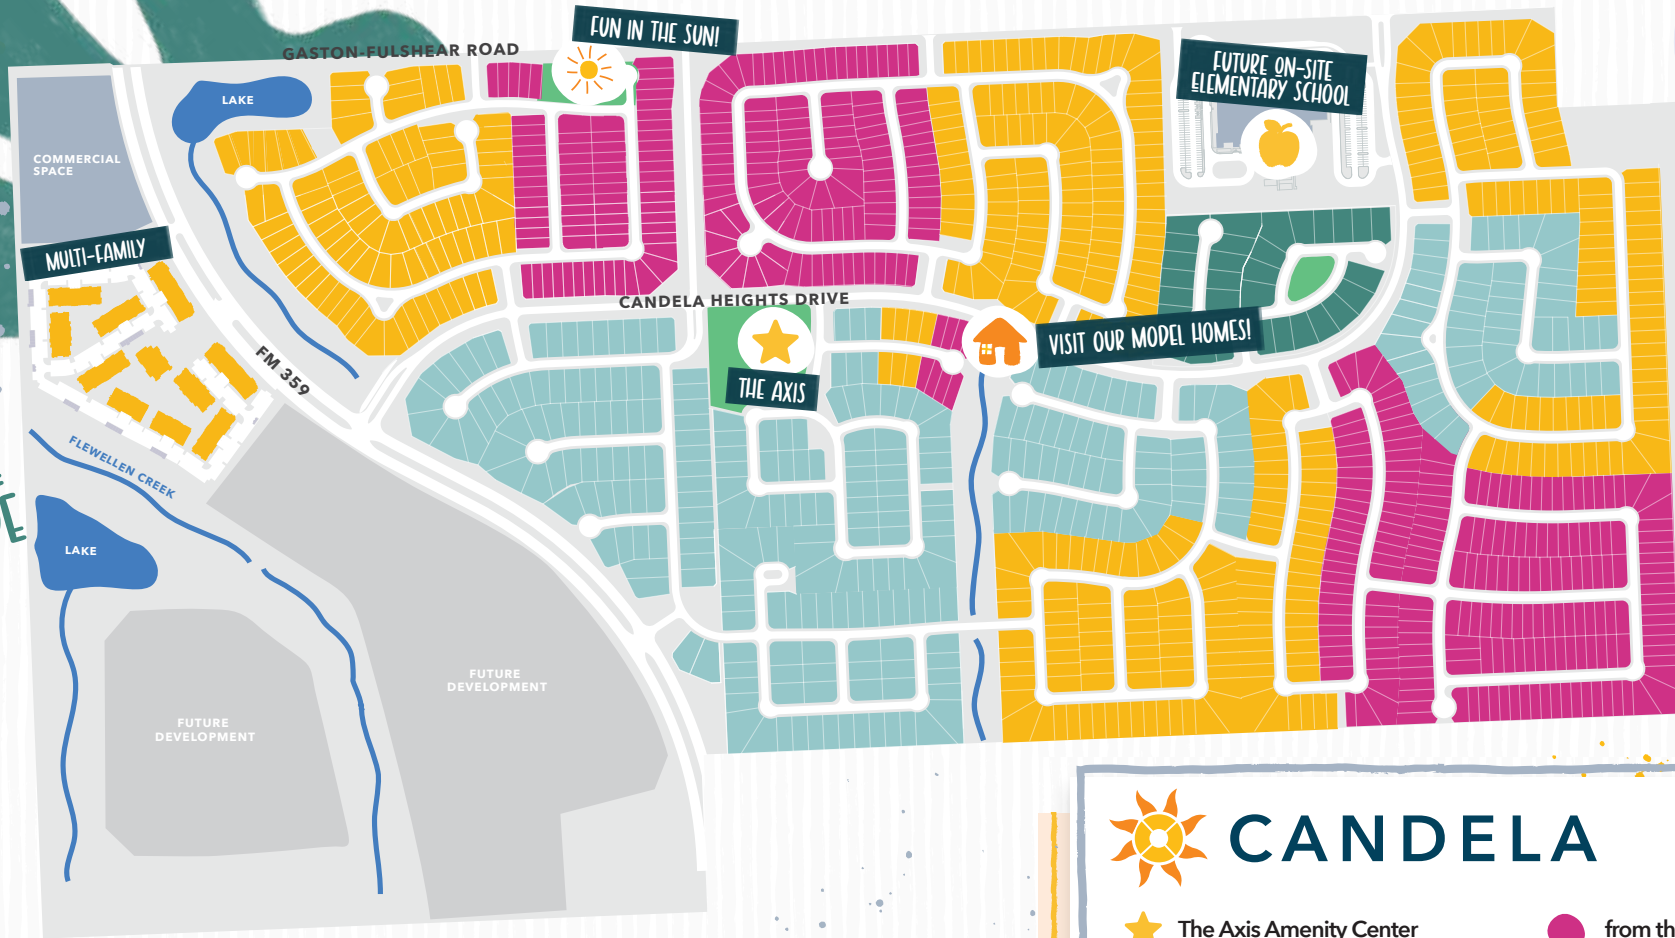 FUN IN THE SUN!
GASTON-FULSHEAR ROAD
LAKE
FUTURE ON-SITE
ELEMENTARY SCHOOL
COMMERCIAL
SPACE
MULTI-FAMILY
CANDELA HEIGHTS DRIVE
VISIT OUR MODEL HOMES!
FM 359
THE AXIS
FLEWELLEN CREEK
LAKE
FUTURE
DEVELOPMENT
FUTURE
DEVELOPMENT
CANDELA
The Axis Amenity Center
from th